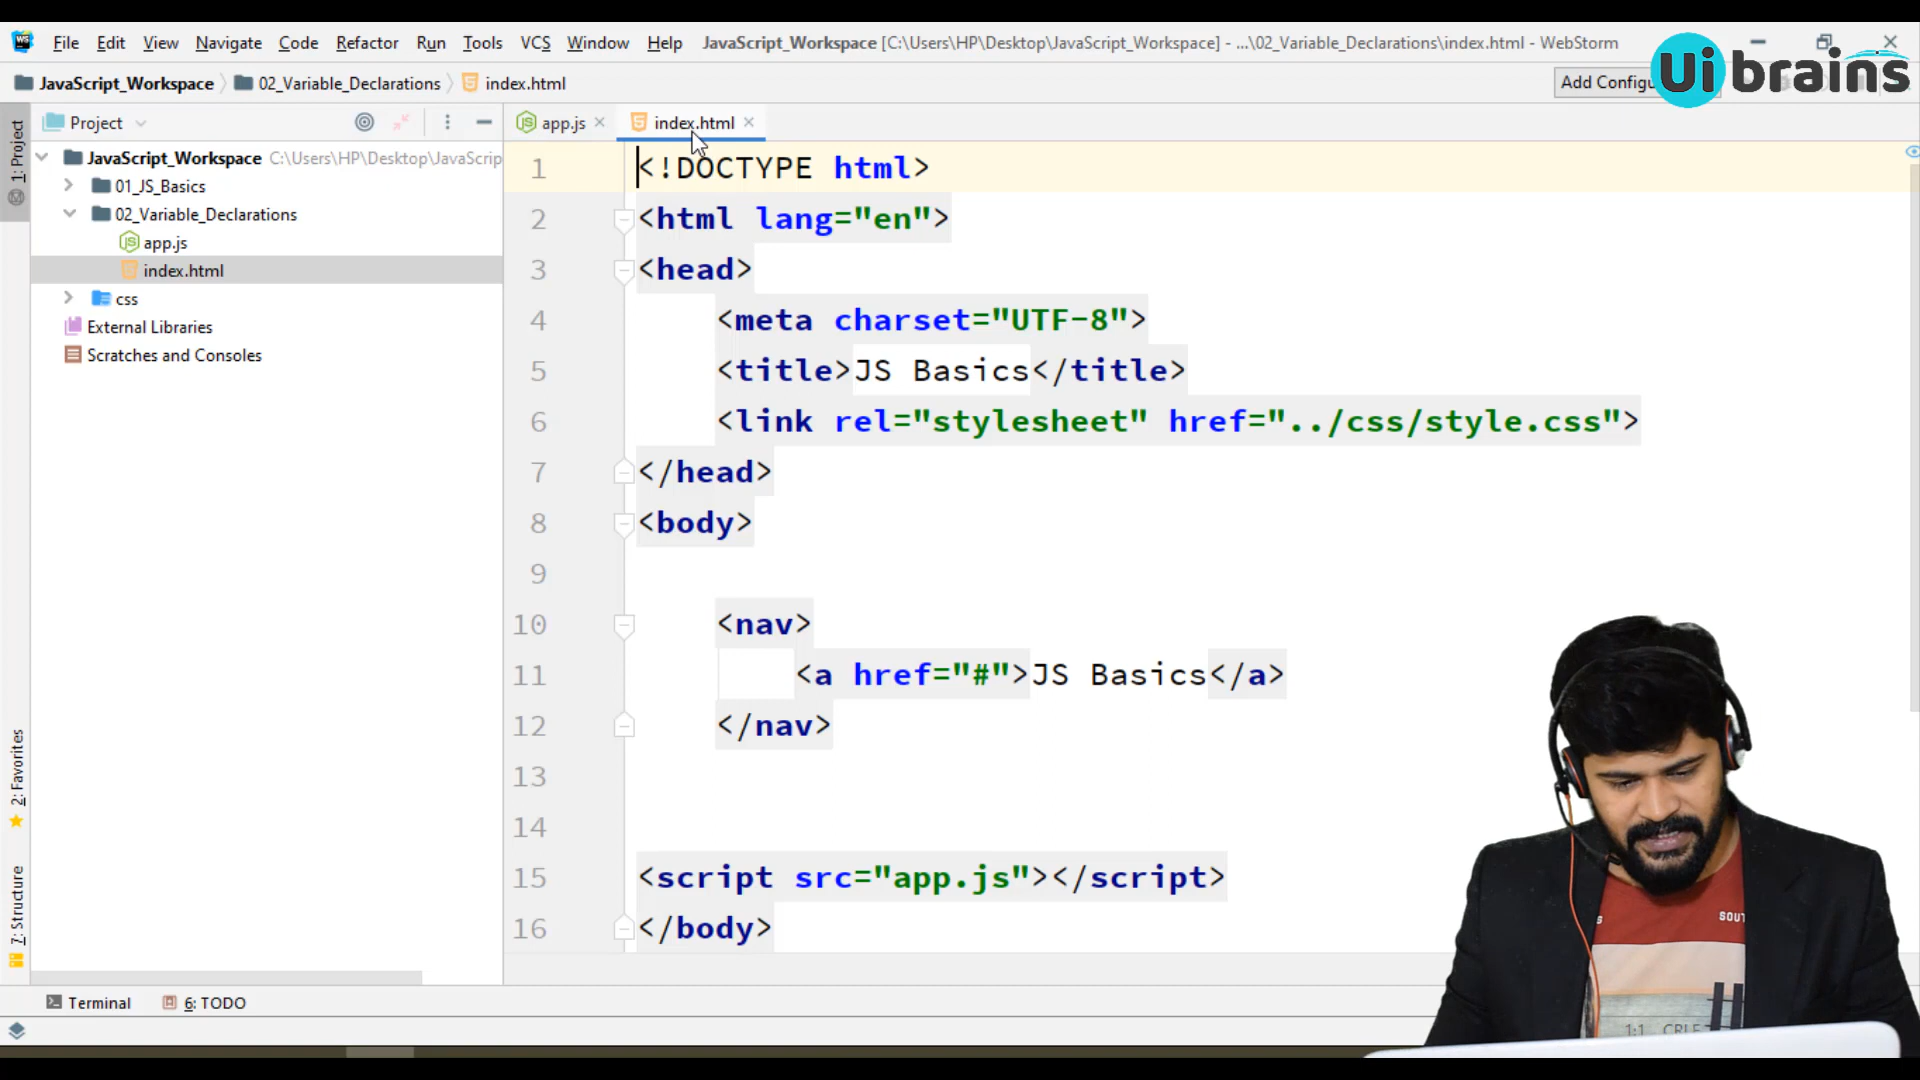 WS File Edit View Navigate Code Refactor Run Tools VCS Window Help JavaScript_Workspace [C:\Users\HP\Desktop\JavaScript_Workspace] - ...\02_Variable_Declarations\index.html - WebStorm
Ui brains
JavaScript_Workspace 02_Variable_Declarations index.html Add Configu
1: Project
Project
app.js index.html
JavaScript_Workspace C:\Users\HP\Desktop\JavaScrip
01_JS_Basics
02_Variable_Declarations
app.js
index.html
css
External Libraries
Scratches and Consoles
1 <!DOCTYPE html>
2 <html lang="en">
3 <head>
4 <meta charset="UTF-8">
5 <title>JS Basics</title>
6 <link rel="stylesheet" href="../css/style.css">
7 </head>
8 <body>
9
10 <nav>
11 <a href="#">JS Basics</a>
12 </nav>
13
14
15 <script src="app.js"></script>
16 </body>
2: Favorites
7: Structure
SOUT
Terminal 6: TODO
1:1 CRLF